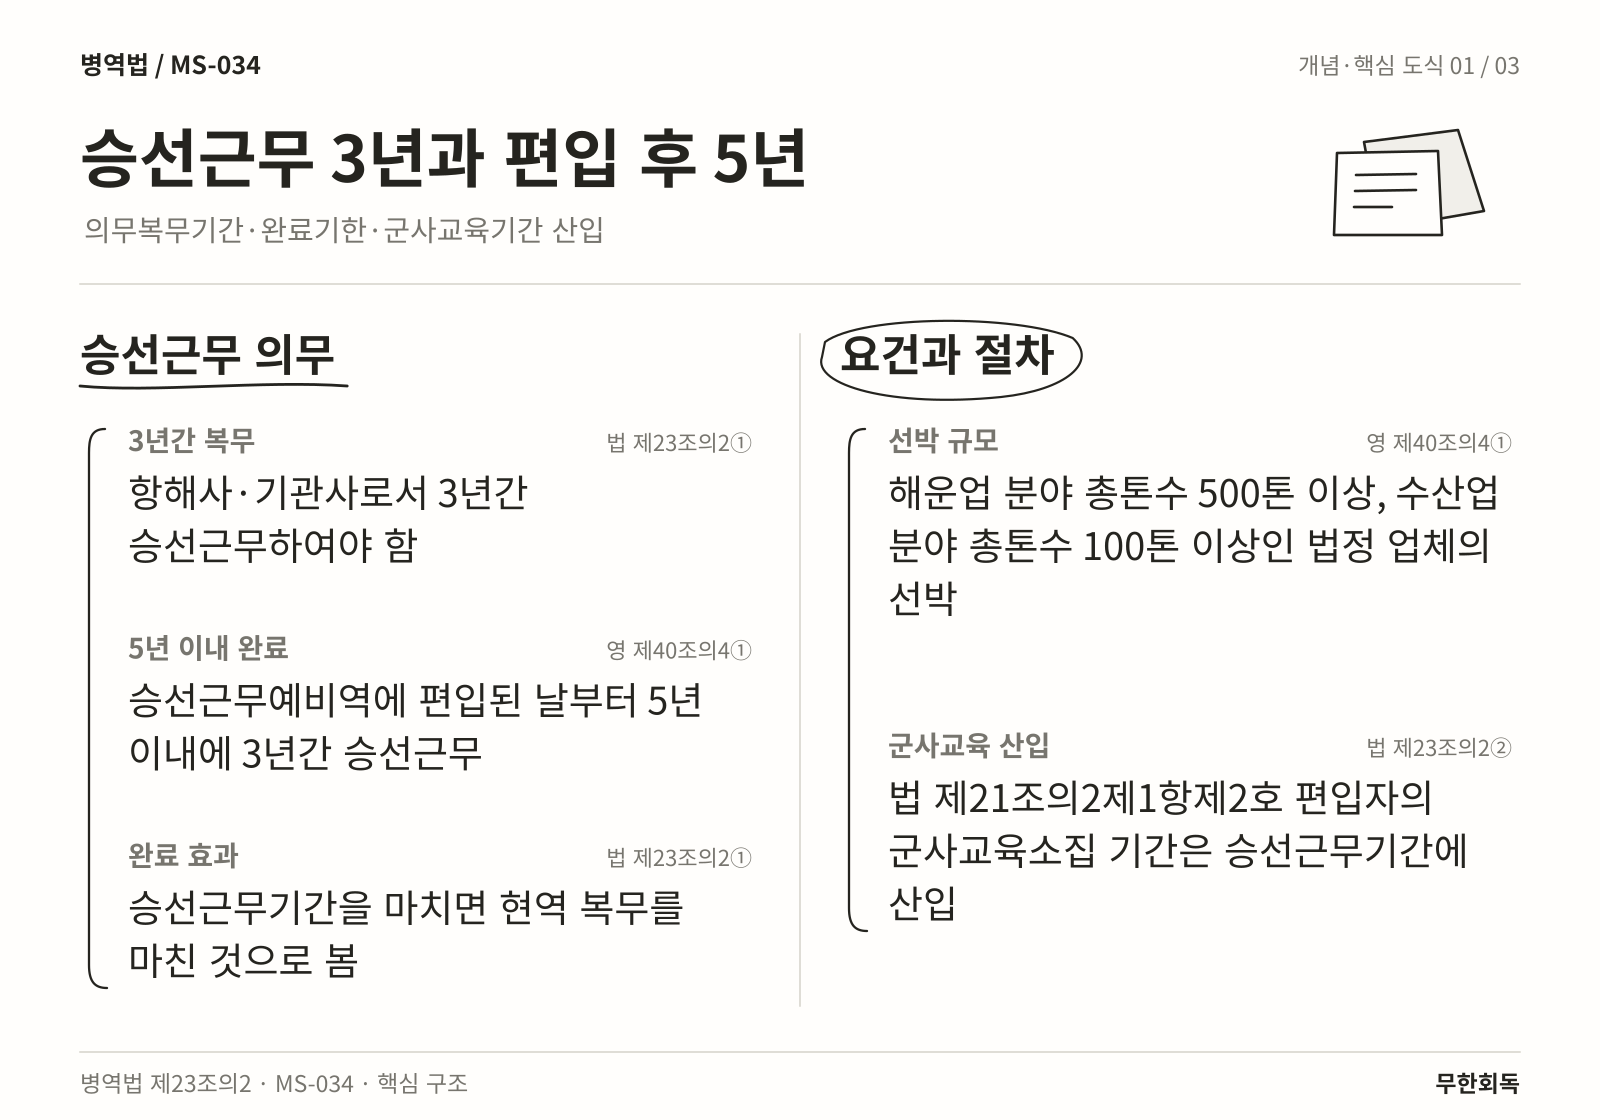 병역법 / MS-034
개념·핵심 도식 01 / 03
승선근무 3년과 편입 후 5년
의무복무기간·완료기한·군사교육기간 산입
승선근무 의무
3년간 복무
법 제23조의2①
항해사·기관사로서 3년간
승선근무하여야 함
5년 이내 완료
영 제40조의4①
승선근무예비역에 편입된 날부터 5년
이내에 3년간 승선근무
완료 효과
법 제23조의2①
승선근무기간을 마치면 현역 복무를
마친 것으로 봄
요건과 절차
선박 규모
영 제40조의4①
해운업 분야 총톤수 500톤 이상, 수산업
분야 총톤수 100톤 이상인 법정 업체의
선박
군사교육 산입
법 제23조의2②
법 제21조의2제1항제2호 편입자의
군사교육소집 기간은 승선근무기간에
산입
병역법 제23조의2 · MS-034 · 핵심 구조
무한회독